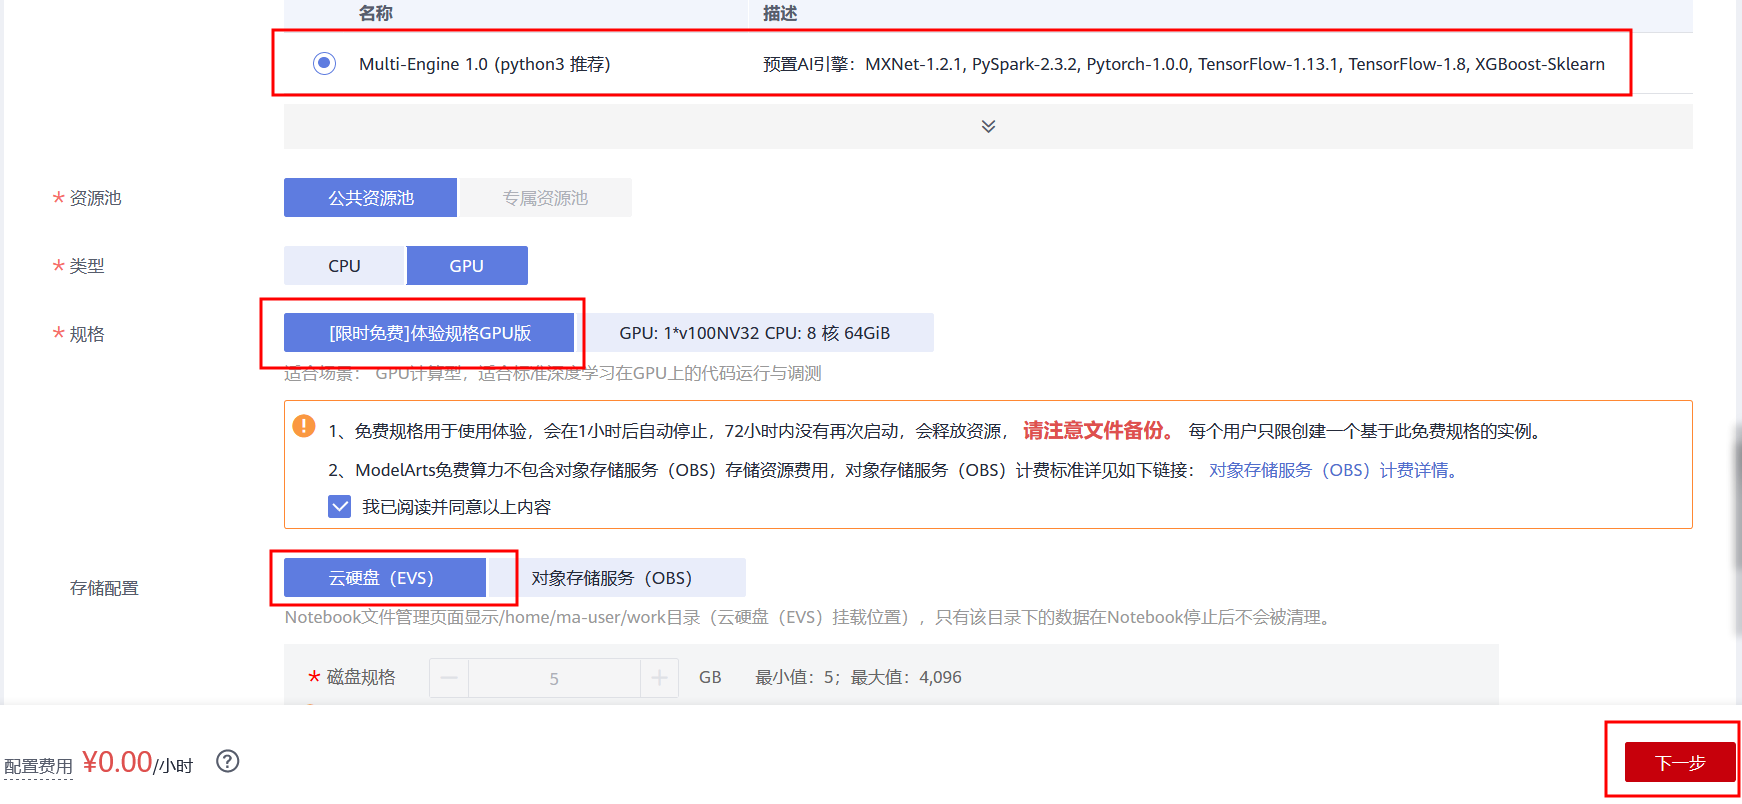 名称 描述
Multi-Engine 1.0 (python3 推荐) 预置AI引擎：MXNet-1.2.1, PySpark-2.3.2, Pytorch-1.0.0, TensorFlow-1.13.1, TensorFlow-1.8, XGBoost-Sklearn
* 资源池 公共资源池 专属资源池
* 类型 CPU GPU
* 规格 [限时免费]体验规格GPU版 GPU: 1*v100NV32 CPU: 8 核 64GiB
适合场景： GPU计算型，适合标准深度学习在GPU上的代码运行与调测
1、免费规格用于使用体验，会在1小时后自动停止，72小时内没有再次启动，会释放资源， 请注意文件备份。 每个用户只限创建一个基于此免费规格的实例。
2、ModelArts免费算力不包含对象存储服务（OBS）存储资源费用，对象存储服务（OBS）计费标准详见如下链接： 对象存储服务（OBS）计费详情。
我已阅读并同意以上内容
存储配置 云硬盘（EVS） 对象存储服务（OBS）
Notebook文件管理页面显示/home/ma-user/work目录（云硬盘（EVS）挂载位置），只有该目录下的数据在Notebook停止后不会被清理。
* 磁盘规格 — 5 + GB 最小值：5；最大值：4,096
配置费用 ¥0.00/小时 ? 下一步